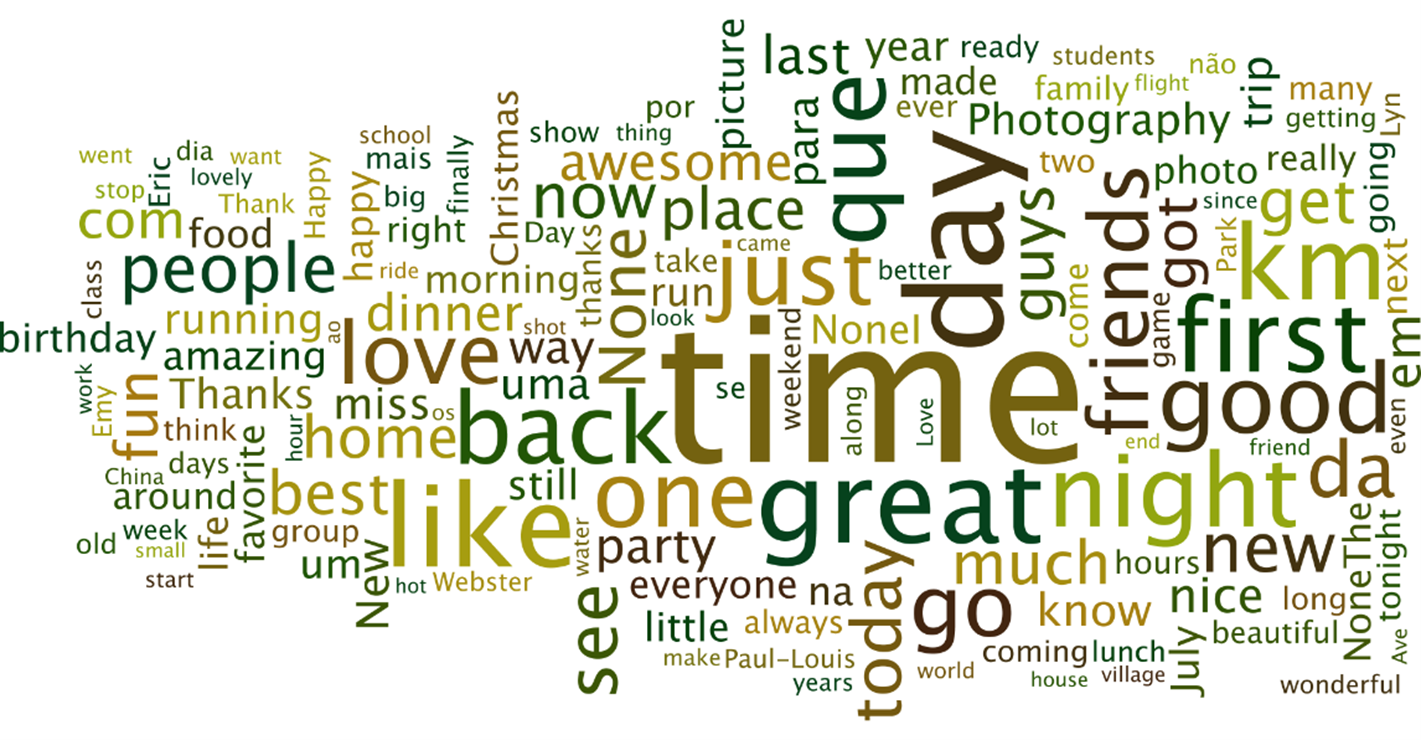 last
year
ready
students
não
picture
made
family
flight
trip
many
por
para
que
ever
Photography
getting
Lyn
school
show
thing
Christmas
awesome
day
two
photo
really
going
went
dia
want
mais
finally
stop
Eric
lovely
Happy
happy
big
now
place
guys
friends
got
since
get
com
Thank
food
right
Day
thanks
None
came
take
just
better
come
Park
km
next
people
class
ride
morning
run
birthday
running
ao
dinner
shot
look
weekend
Nonel
game
first
em
amazing
love
way
time
work
Emy
fun
Thanks
miss
os
uma
se
along
Love
lot
good
even
think
hour
home
back
end
friend
da
China
days
favorite
around
best
like
still
one
great
night
old
week
small
life
group
um
water
party
today
much
hours
new
NoneThe
tonight
start
New
hot
Webster
see
everyone
na
go
know
nice
long
little
always
beautiful
Ave
make
Paul-Louis
coming
lunch
July
years
world
house
village
wonderful